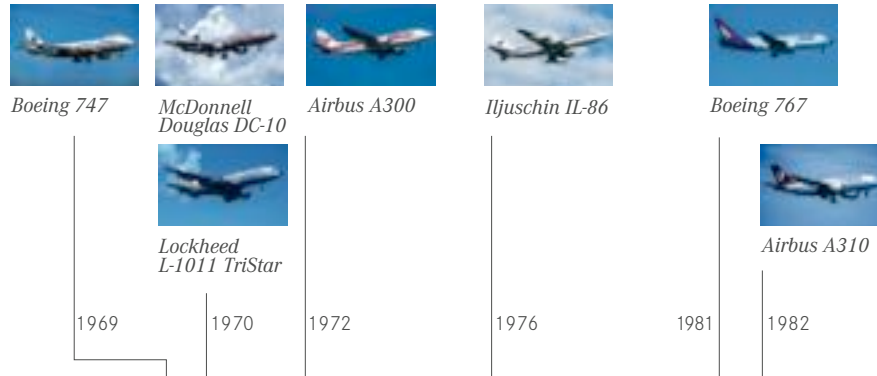 Boeing 747
McDonnell
Douglas DC-10
Airbus A300
Iljuschin IL-86
Boeing 767
Lockheed
L-1011 TriStar
Airbus A310
1969
1970
1972
1976
1981
1982